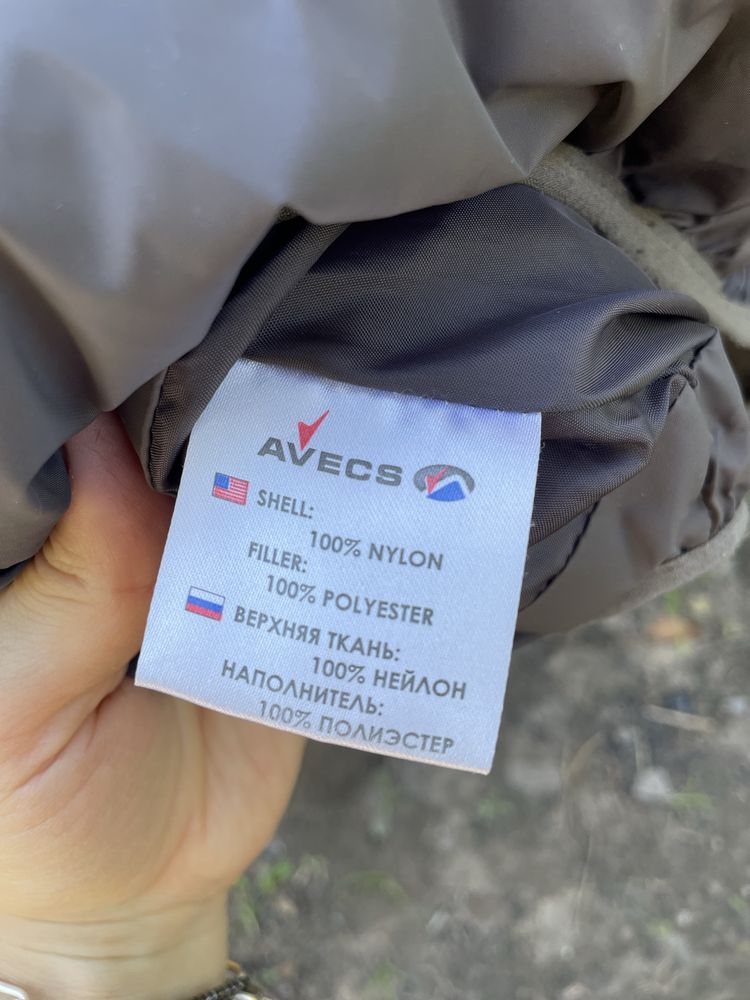 AVECS
SHELL:
100% NYLON
FILLER:
100% POLYESTER
ВЕРХНЯЯ ТКАНЬ:
100% НЕЙЛОН
НАПОЛНИТЕЛЬ:
100% ПОЛИЭСТЕР